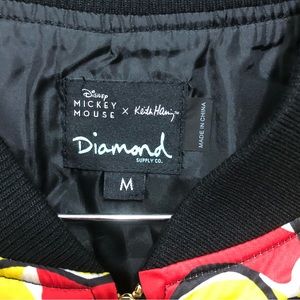 Disney
MICKEY
MOUSE x Keith Haring
Diamond
SUPPLY CO.
M
MADE IN CHINA